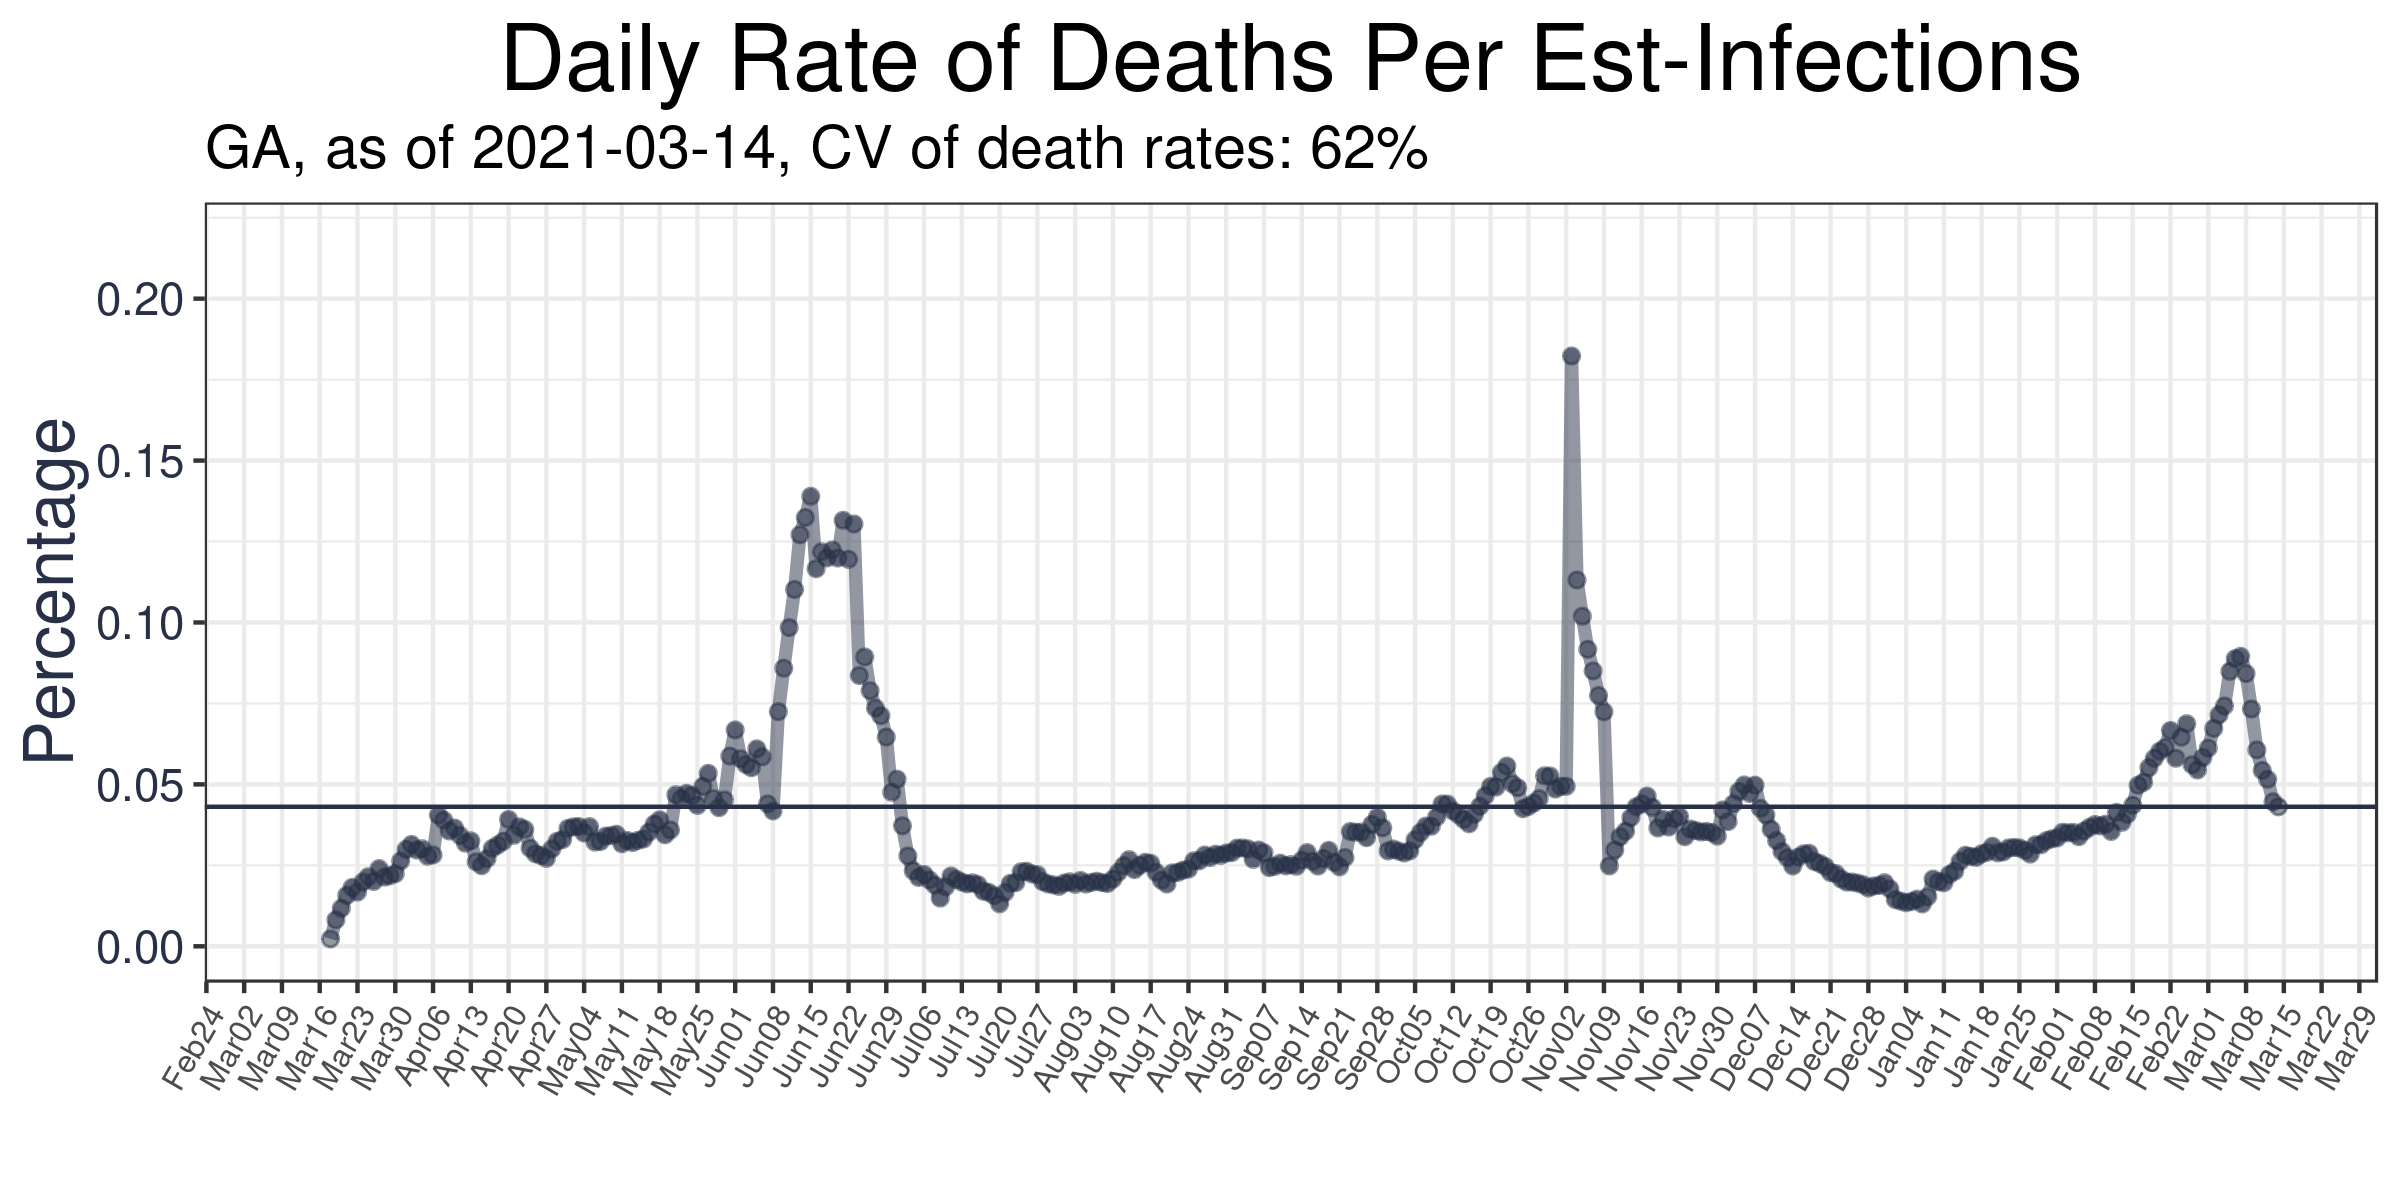 Daily Rate of Deaths Per Est-Infections
GA, as of 2021-03-14, CV of death rates: 62%
Percentage
0.20
0.15
0.10
0.05
0.00
Feb24
Mar02
Mar09
Mar16
Mar23
Mar30
Apr06
Apr13
Apr20
Apr27
May04
May11
May18
May25
Jun01
Jun08
Jun15
Jun22
Jun29
Jul06
Jul13
Jul20
Jul27
Aug03
Aug10
Aug17
Aug24
Aug31
Sep07
Sep14
Sep21
Sep28
Oct05
Oct12
Oct19
Oct26
Nov02
Nov09
Nov16
Nov23
Nov30
Dec07
Dec14
Dec21
Dec28
Jan04
Jan11
Jan18
Jan25
Feb01
Feb08
Feb15
Feb22
Mar01
Mar08
Mar15
Mar22
Mar29